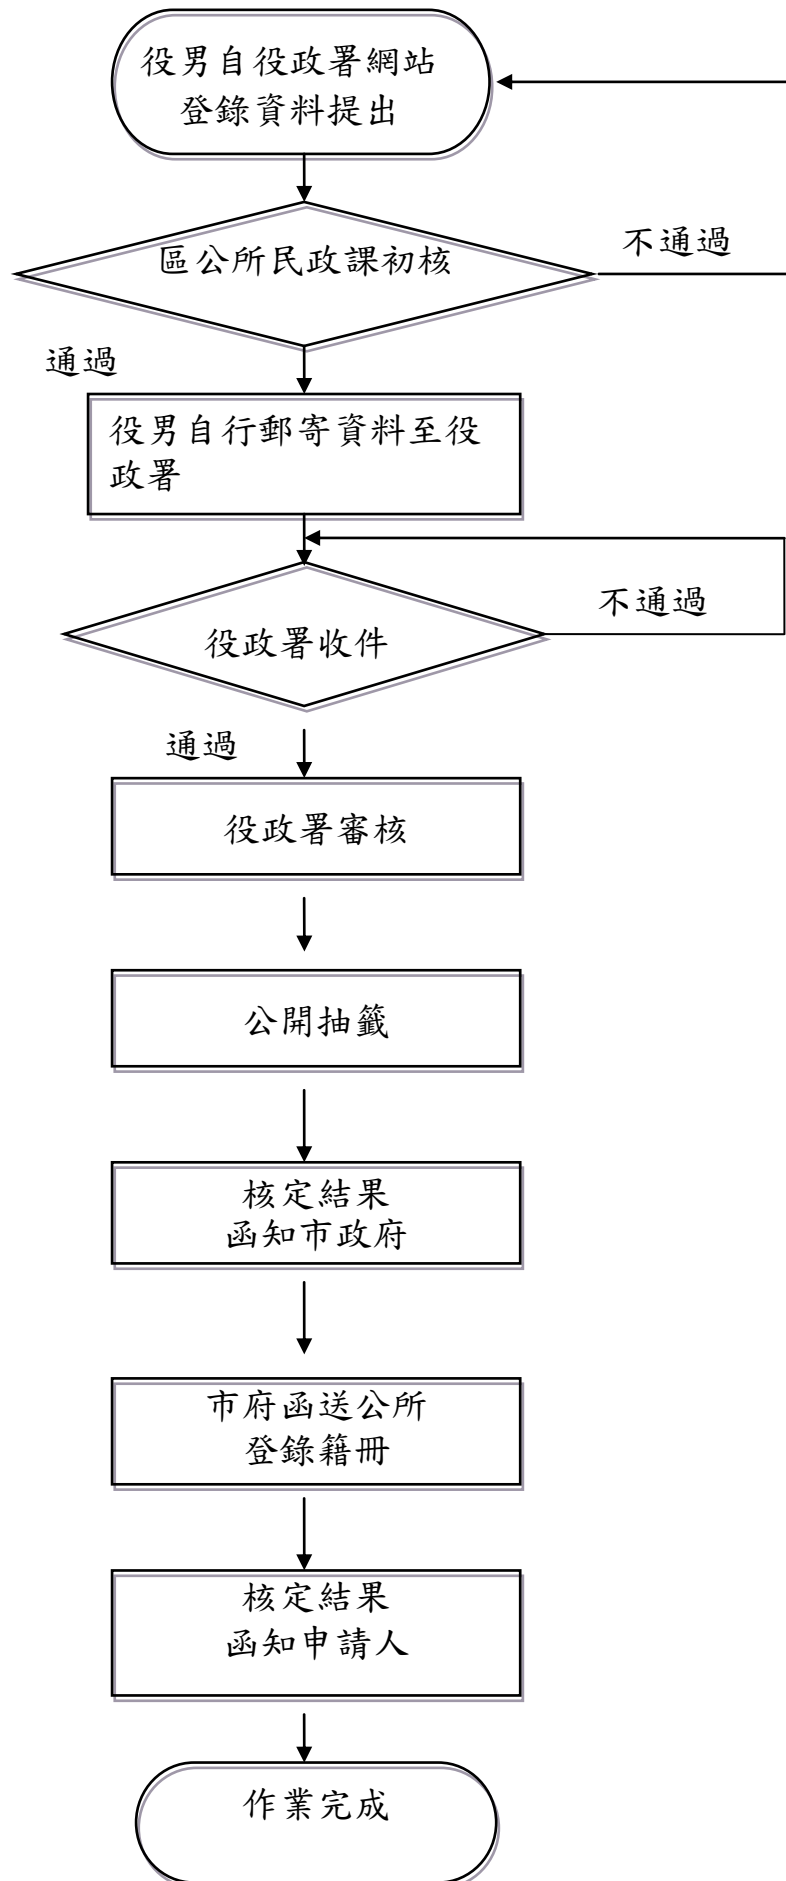 役男自役政署網站
登錄資料提出
區公所民政課初核
不通過
通過
役男自行郵寄資料至役
政署
不通過
役政署收件
通過
役政署審核
公開抽籤
核定結果
函知市政府
市府函送公所
登錄籍冊
核定結果
函知申請人
作業完成